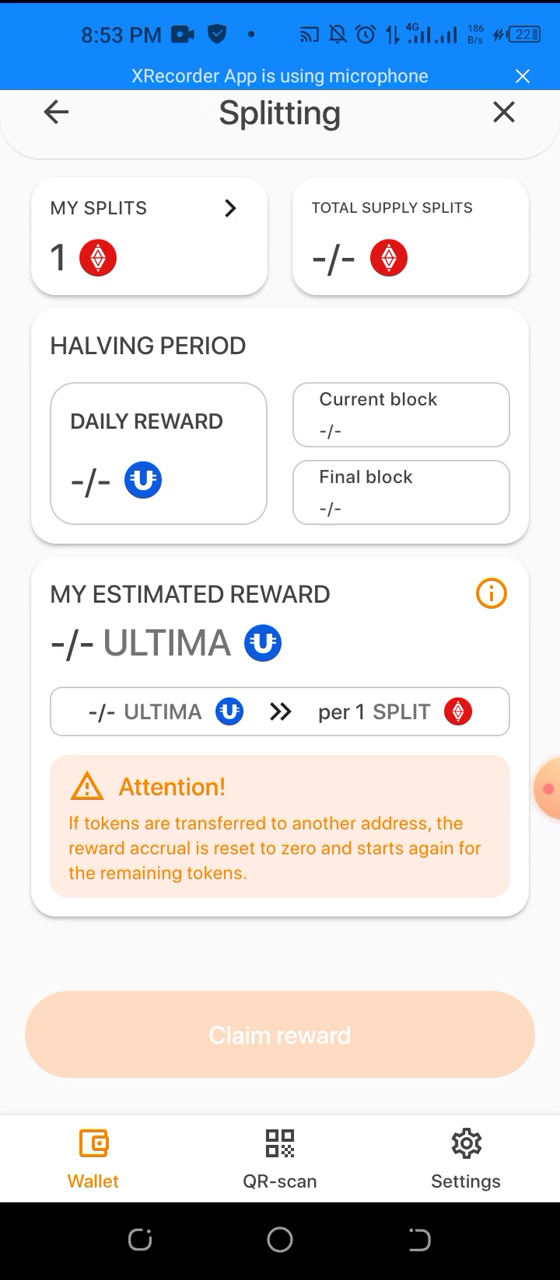 8:53 PM 4G 186 B/s 22
XRecorder App is using microphone
Splitting
MY SPLITS
1
TOTAL SUPPLY SPLITS
-/-
HALVING PERIOD
DAILY REWARD
-/-
Current block
-/-
Final block
-/-
MY ESTIMATED REWARD
-/- ULTIMA
-/- ULTIMA per 1 SPLIT
Attention!
If tokens are transferred to another address, the
reward accrual is reset to zero and starts again for
the remaining tokens.
Claim reward
Wallet QR-scan Settings